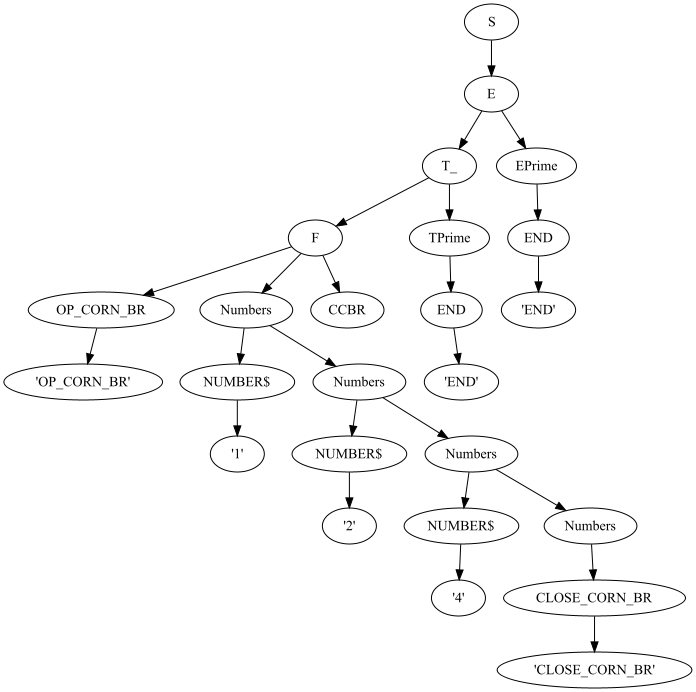 S
E
T_ EPrime
F TPrime END
OP_CORN_BR Numbers CCBR END 'END'
'OP_CORN_BR' NUMBER$ Numbers 'END'
'1' NUMBER$ Numbers
'2' NUMBER$ Numbers
'4' CLOSE_CORN_BR
'CLOSE_CORN_BR'